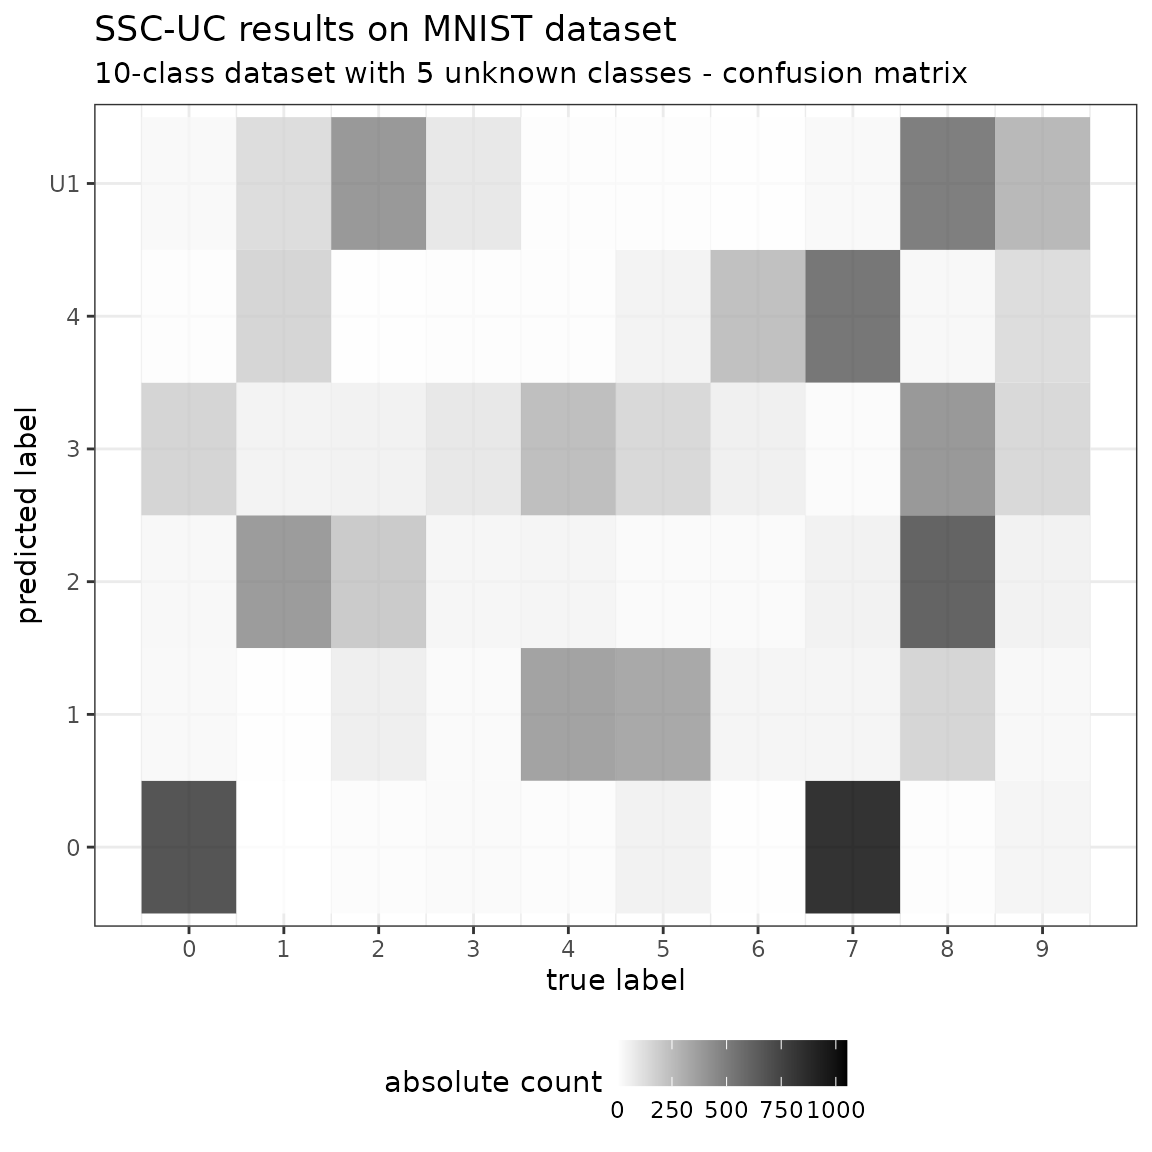 SSC-UC results on MNIST dataset
10-class dataset with 5 unknown classes - confusion matrix
predicted label
U1
4
3
2
1
0
0 1 2 3 4 5 6 7 8 9
true label
absolute count
0 250 500 750 1000